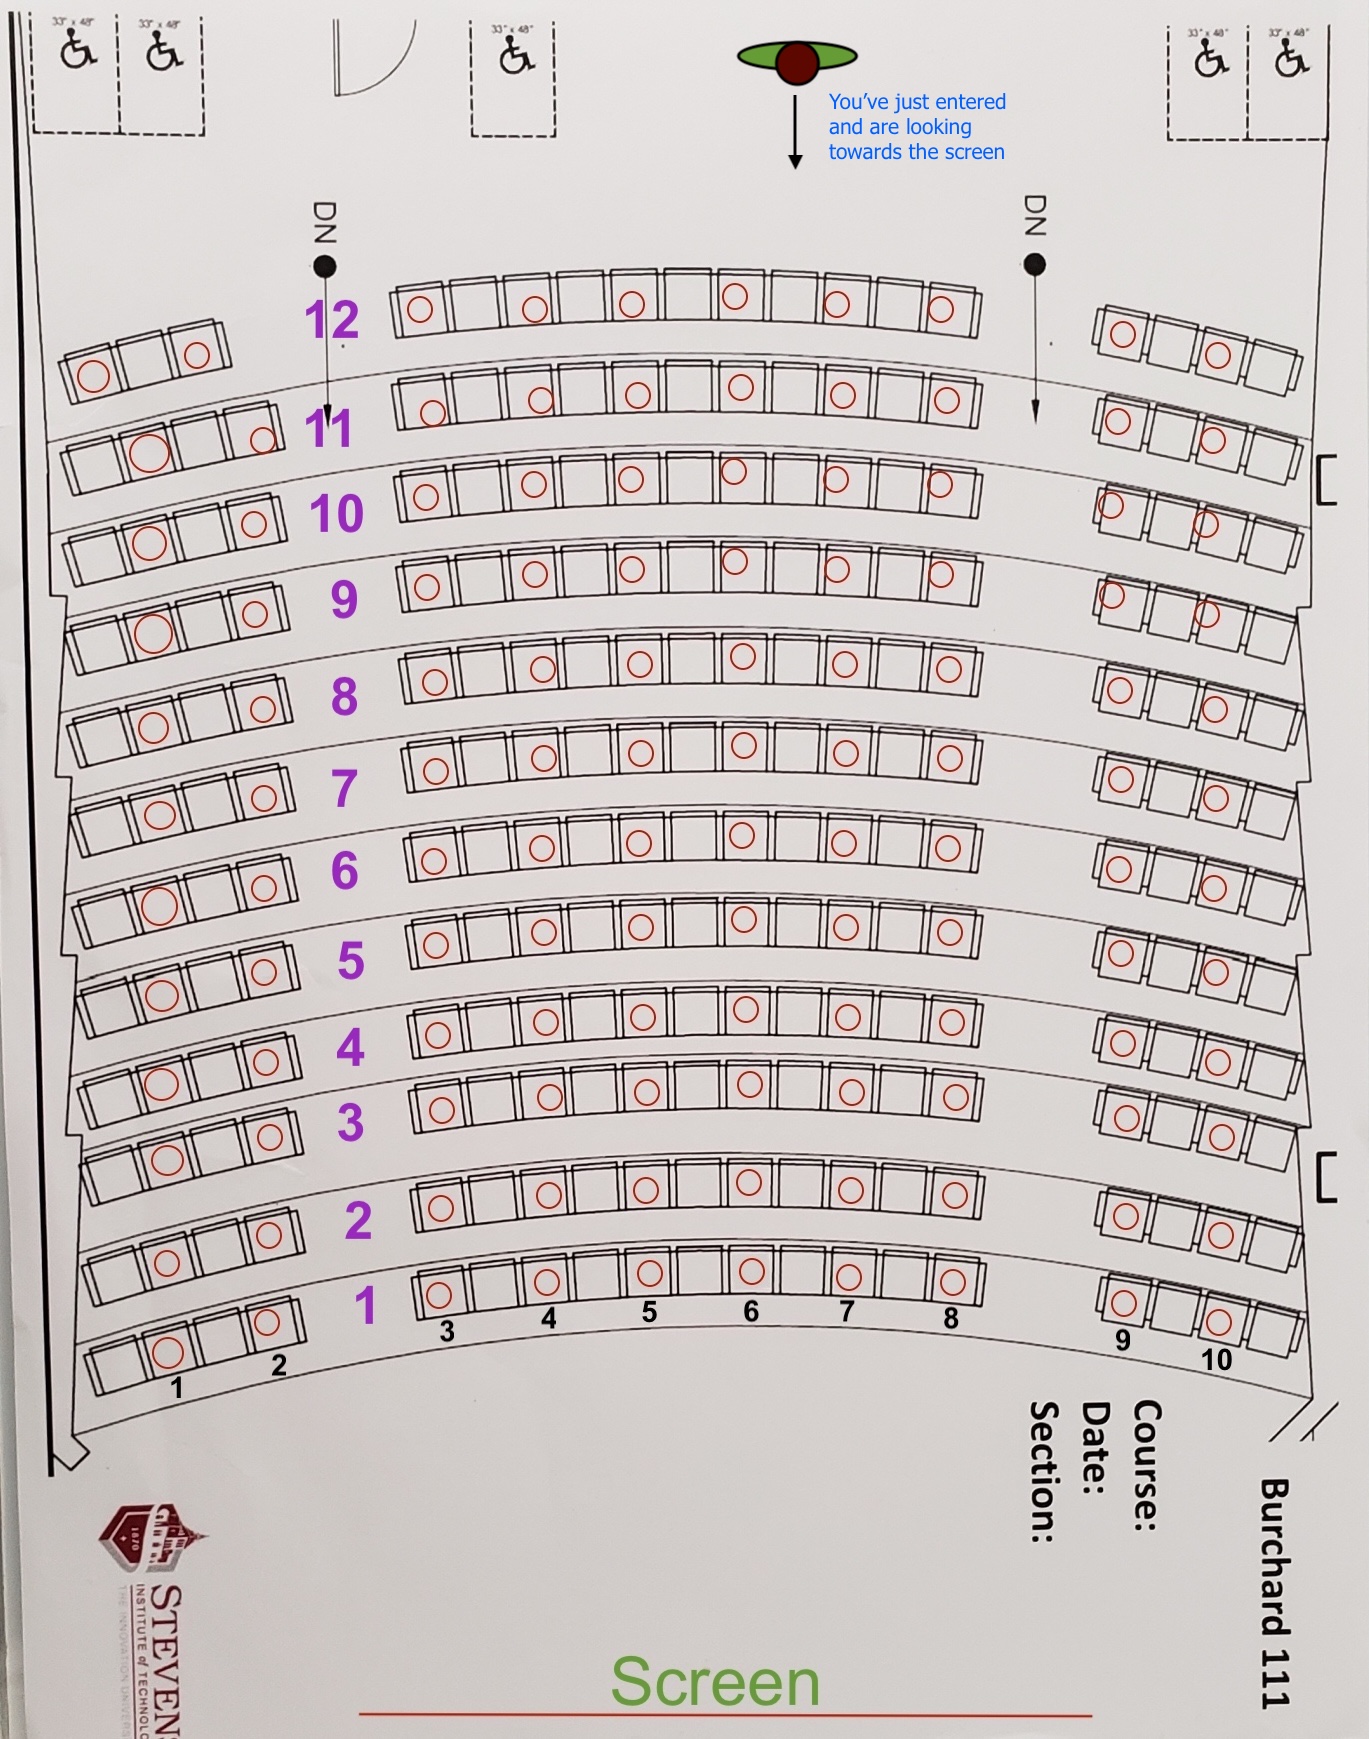 33" x 48"
33" x 48"
33" x 48"
33" x 48"
33" x 48"
You've just entered
and are looking
towards the screen
DN
DN
12
11
10
9
8
7
6
5
4
3
2
1
1
2
3
4
5
6
7
8
9
10
Course:
Date:
Section:
Burchard 111
1870
STEVENS
INSTITUTE of TECHNOLO
THE INNOVATION UNIVERS
Screen